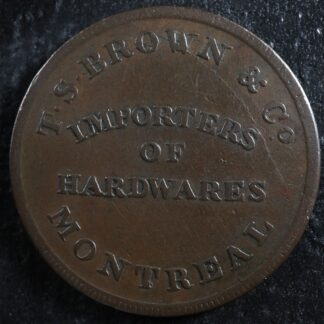 T.S. BROWN & Co
IMPORTERS
OF
HARDWARES
MONTREAL